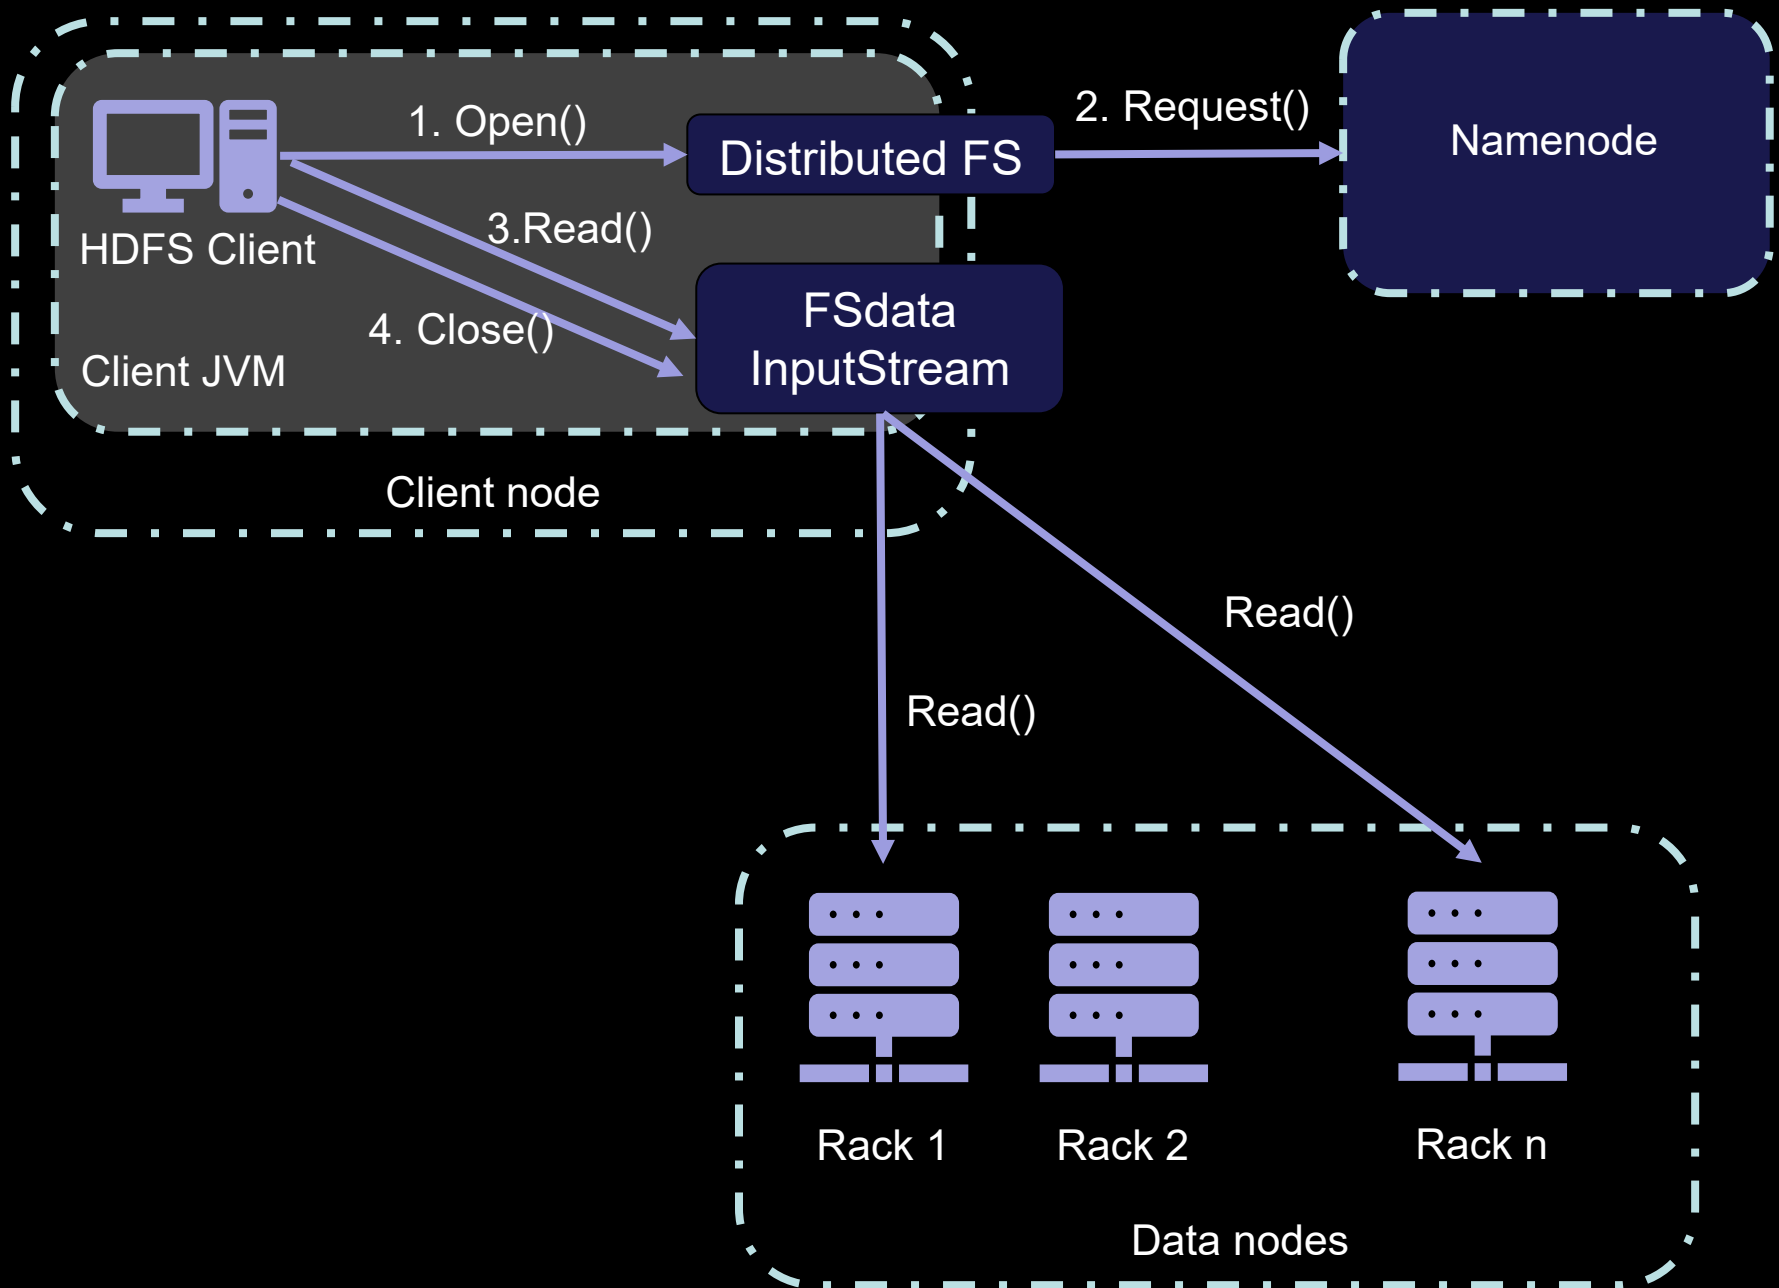 1. Open()
Distributed FS
2. Request()
Namenode
HDFS Client
3.Read()
4. Close()
FSdata
InputStream
Client JVM
Client node
Read()
Read()
Rack 1
Rack 2
Rack n
Data nodes